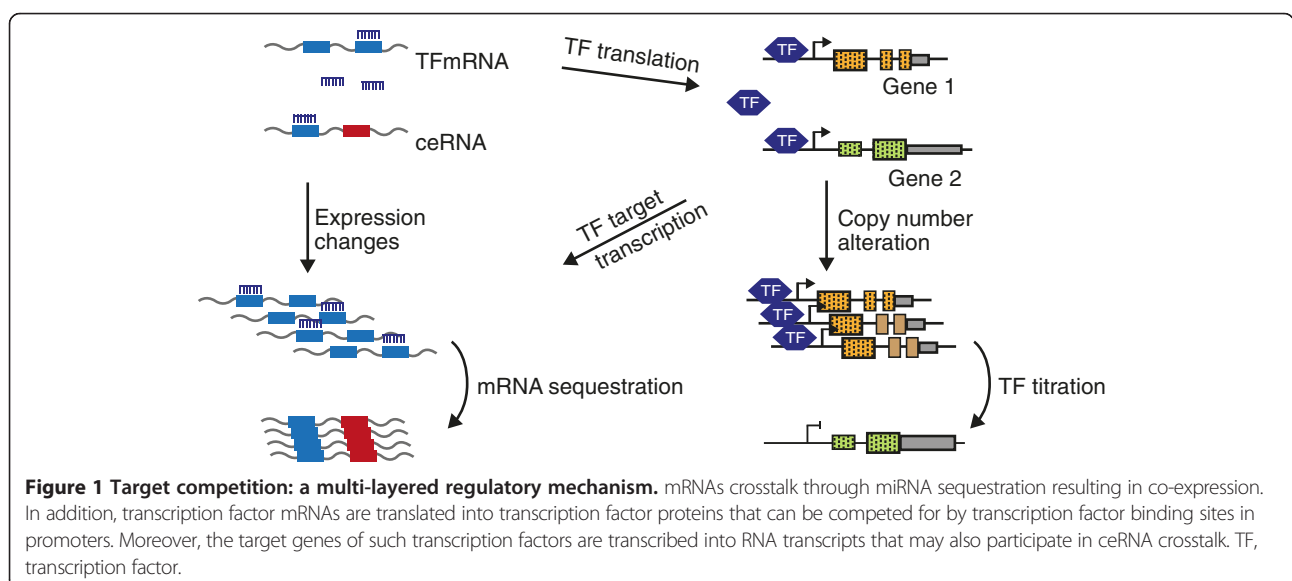 TFmRNA
TF translation
TF
Gene 1
TF
ceRNA
TF
Gene 2
Expression
changes
TF target
transcription
Copy number
alteration
TF
TF
TF
mRNA sequestration
TF titration
Figure 1 Target competition: a multi-layered regulatory mechanism. mRNAs crosstalk through miRNA sequestration resulting in co-expression.
In addition, transcription factor mRNAs are translated into transcription factor proteins that can be competed for by transcription factor binding sites in
promoters. Moreover, the target genes of such transcription factors are transcribed into RNA transcripts that may also participate in ceRNA crosstalk. TF,
transcription factor.